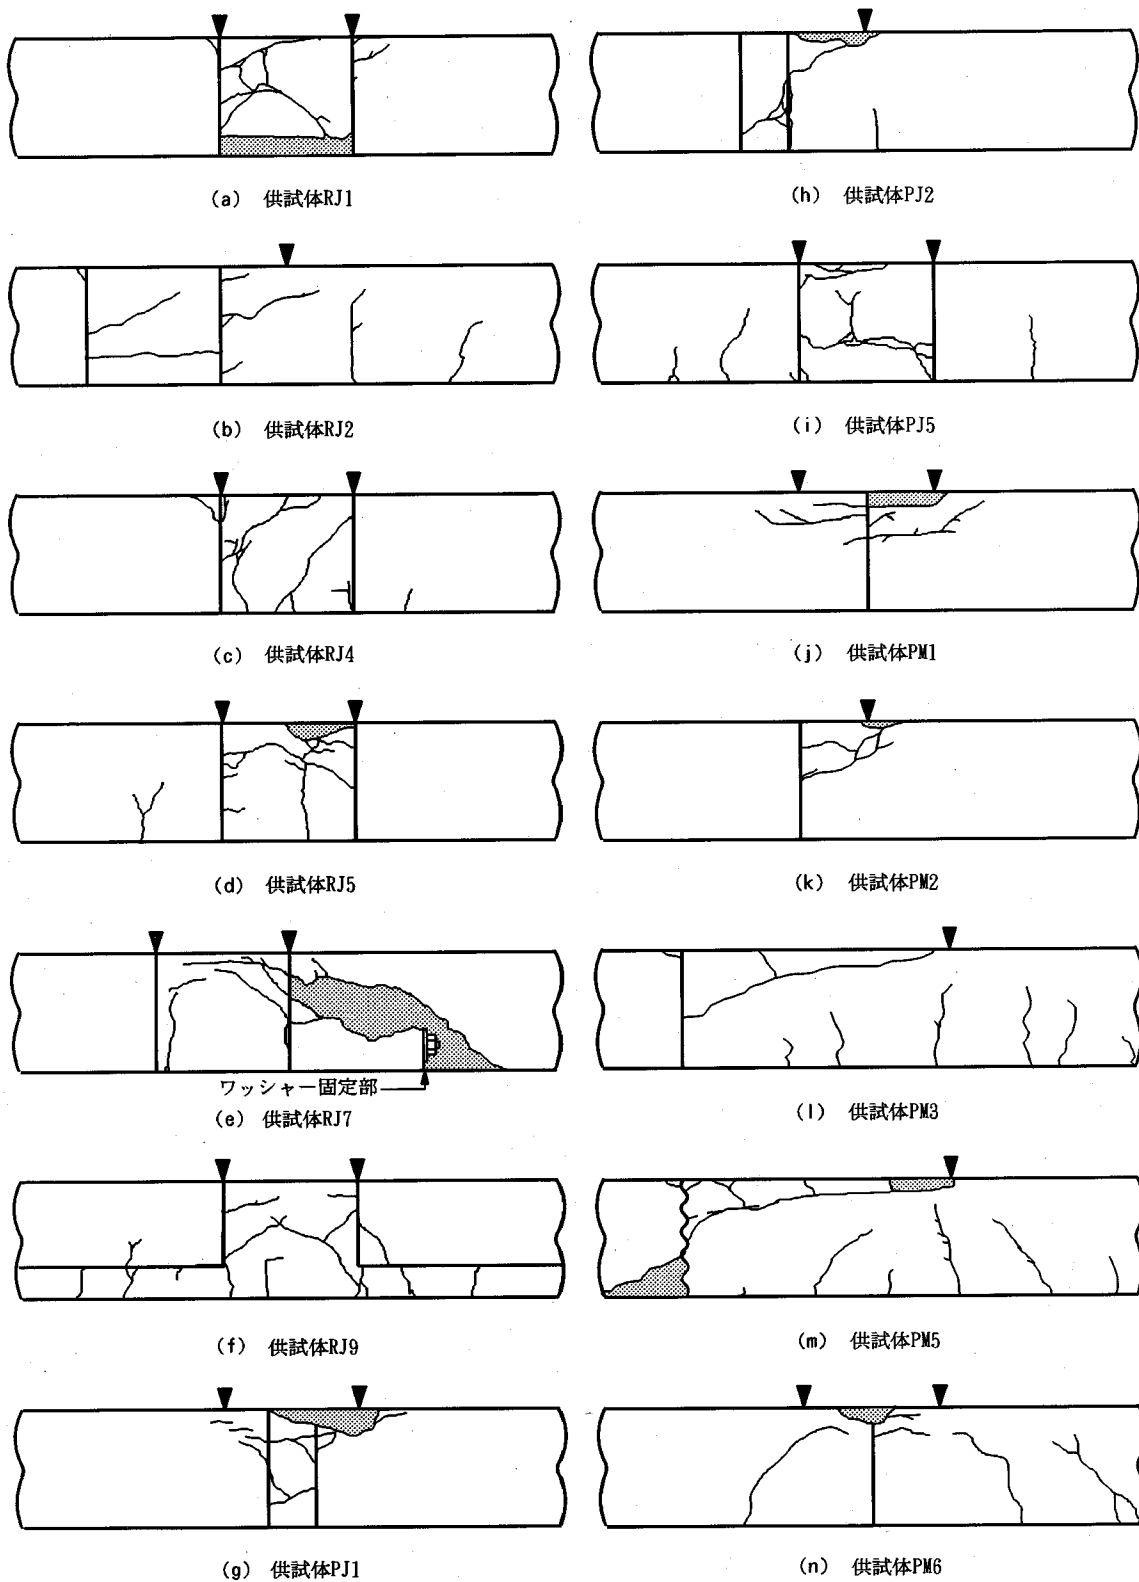 (a) 供試体RJ1
(b) 供試体RJ2
(c) 供試体RJ4
(d) 供試体RJ5
ワッシャー固定部
(e) 供試体RJ7
(f) 供試体RJ9
(g) 供試体PJ1
(h) 供試体PJ2
(i) 供試体PJ5
(j) 供試体PM1
(k) 供試体PM2
(l) 供試体PM3
(m) 供試体PM5
(n) 供試体PM6